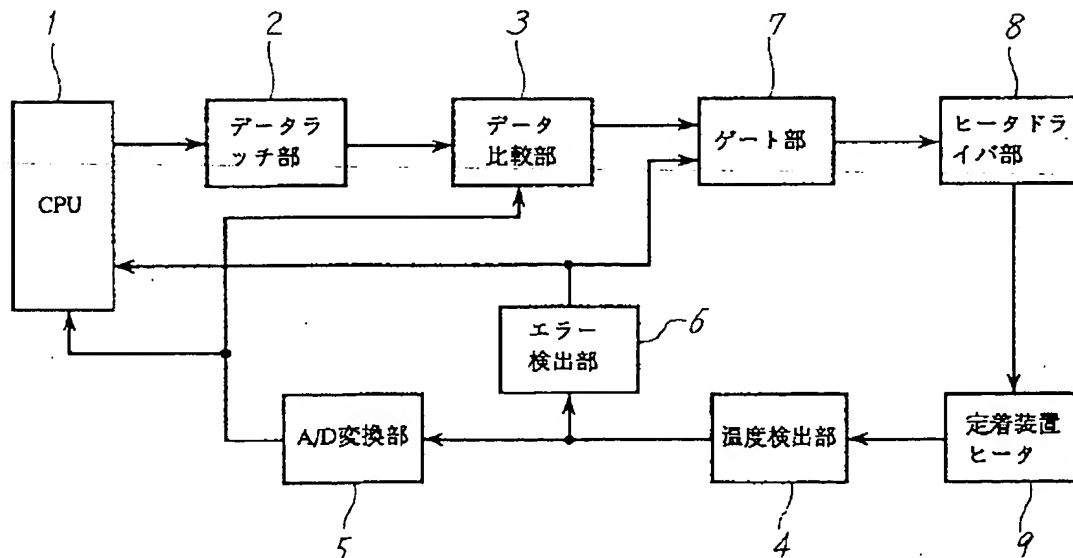 1
2
3
7
8
CPU
データラ
ッチ部
データ
比較部
ゲート部
ヒータドラ
イバ部
エラー
検出部
6
A/D変換部
温度検出部
定着装置
ヒータ
5
4
9